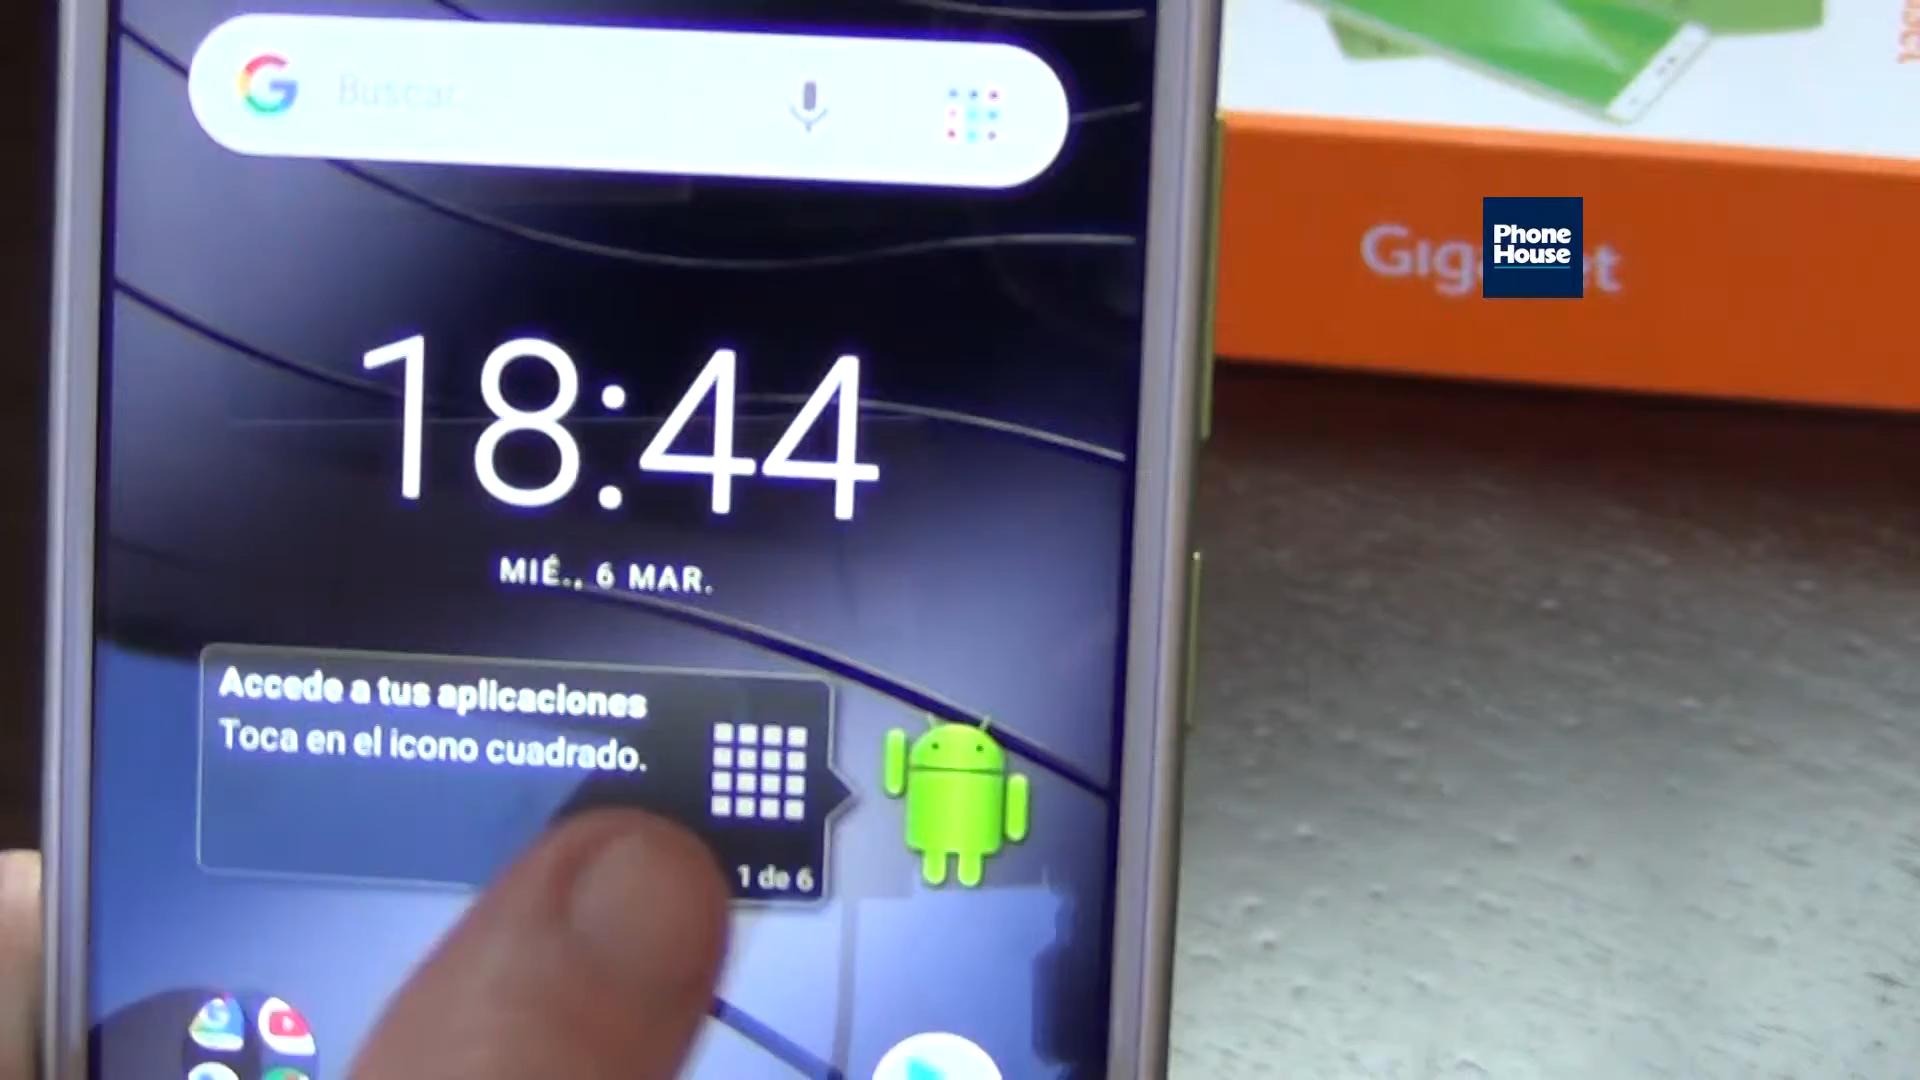 Buscar
18:44
MIÉ., 6 MAR.
Accede a tus aplicaciones
Toca en el icono cuadrado.
1 de 6
Phone
House